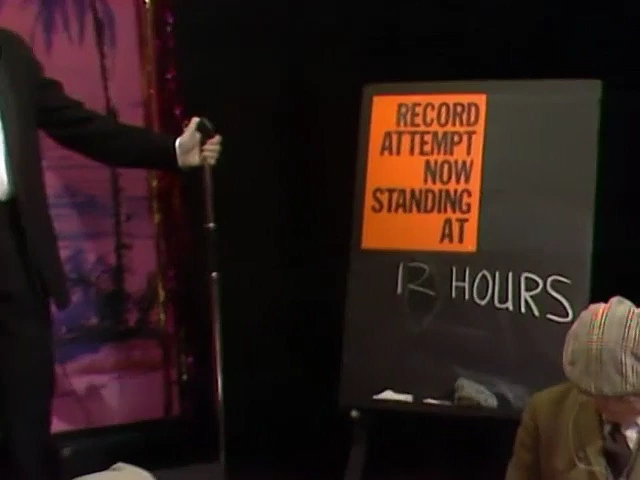 RECORD
ATTEMPT
NOW
STANDING
AT
12 HOURS